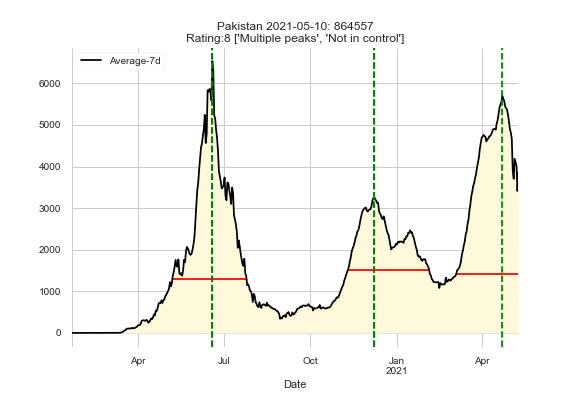 Pakistan 2021-05-10: 864557
Rating:8 ['Multiple peaks', 'Not in control']
Average-7d
6000
5000
4000
3000
2000
1000
0
Apr
Jul
Oct
Jan
2021
Apr
Date